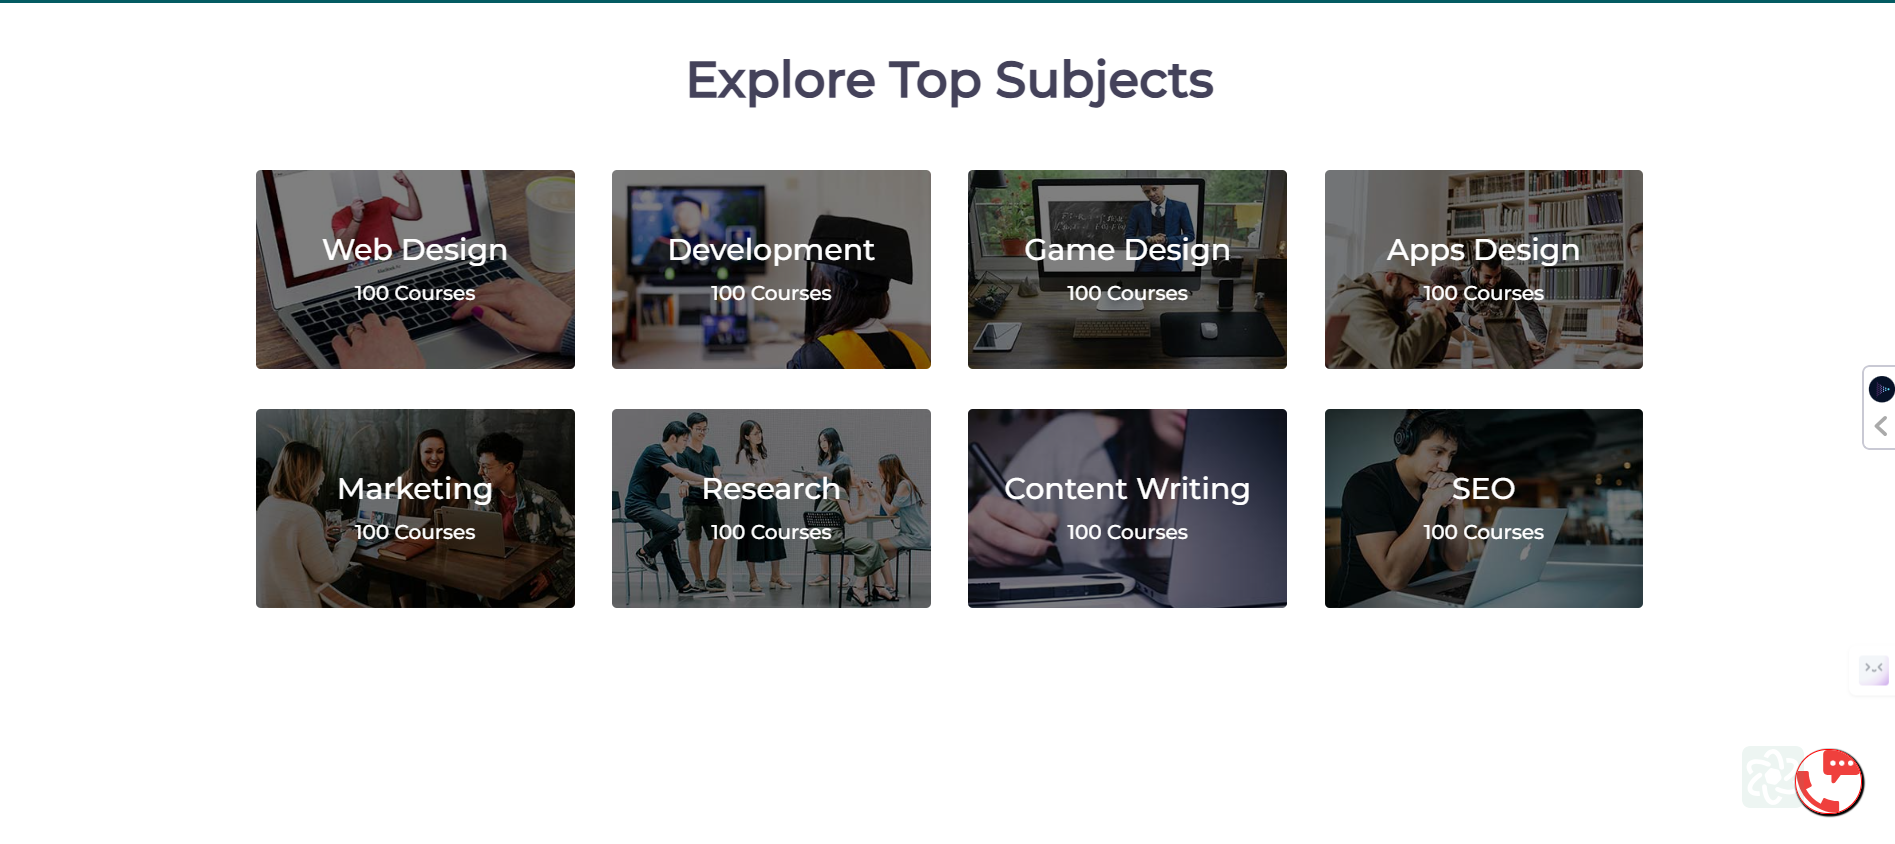 Explore Top Subjects
Web Design
100 Courses
Development
100 Courses
Game Design
100 Courses
Apps Design
100 Courses
Marketing
100 Courses
Research
100 Courses
Content Writing
100 Courses
SEO
100 Courses